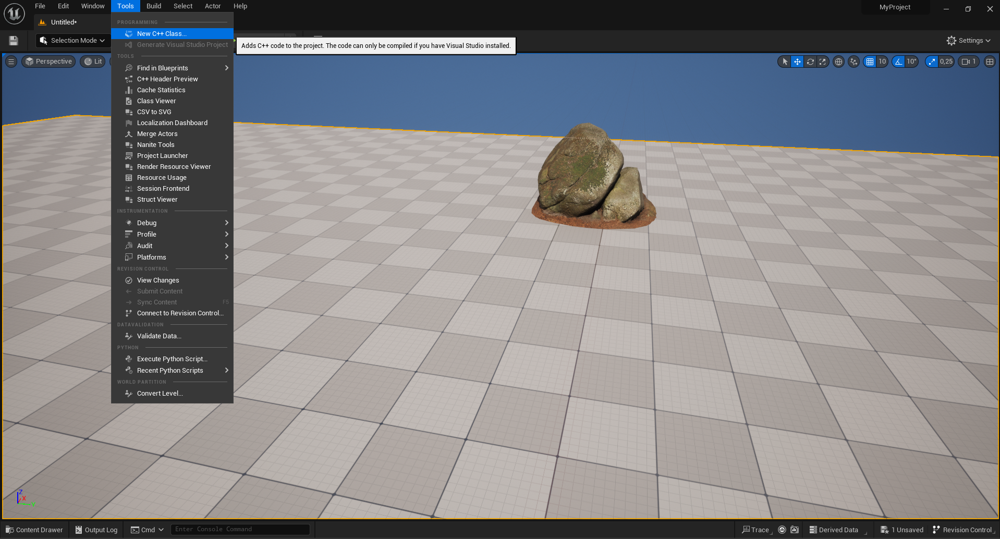 File Edit Window Tools Build Select Actor Help
MyProject
Untitled*
Selection Mode
Settings
PROGRAMMING
New C++ Class...
Generate Visual Studio Project
Adds C++ code to the project. The code can only be compiled if you have Visual Studio installed.
TOOLS
Find in Blueprints
C++ Header Preview
Cache Statistics
Class Viewer
CSV to SVG
Localization Dashboard
Merge Actors
Nanite Tools
Project Launcher
Render Resource Viewer
Resource Usage
Session Frontend
Struct Viewer
INSTRUMENTATION
Debug
Profile
Audit
Platforms
REVISION CONTROL
View Changes
Submit Content
Sync Content F5
Connect to Revision Control...
DATAVALIDATION
Validate Data...
PYTHON
Execute Python Script...
Recent Python Scripts
WORLD PARTITION
Convert Level...
Perspective Lit
10 10° 0,25 1
Z
X
Y
Content Drawer Output Log Cmd Enter Console Command
Trace Derived Data 1 Unsaved Revision Control